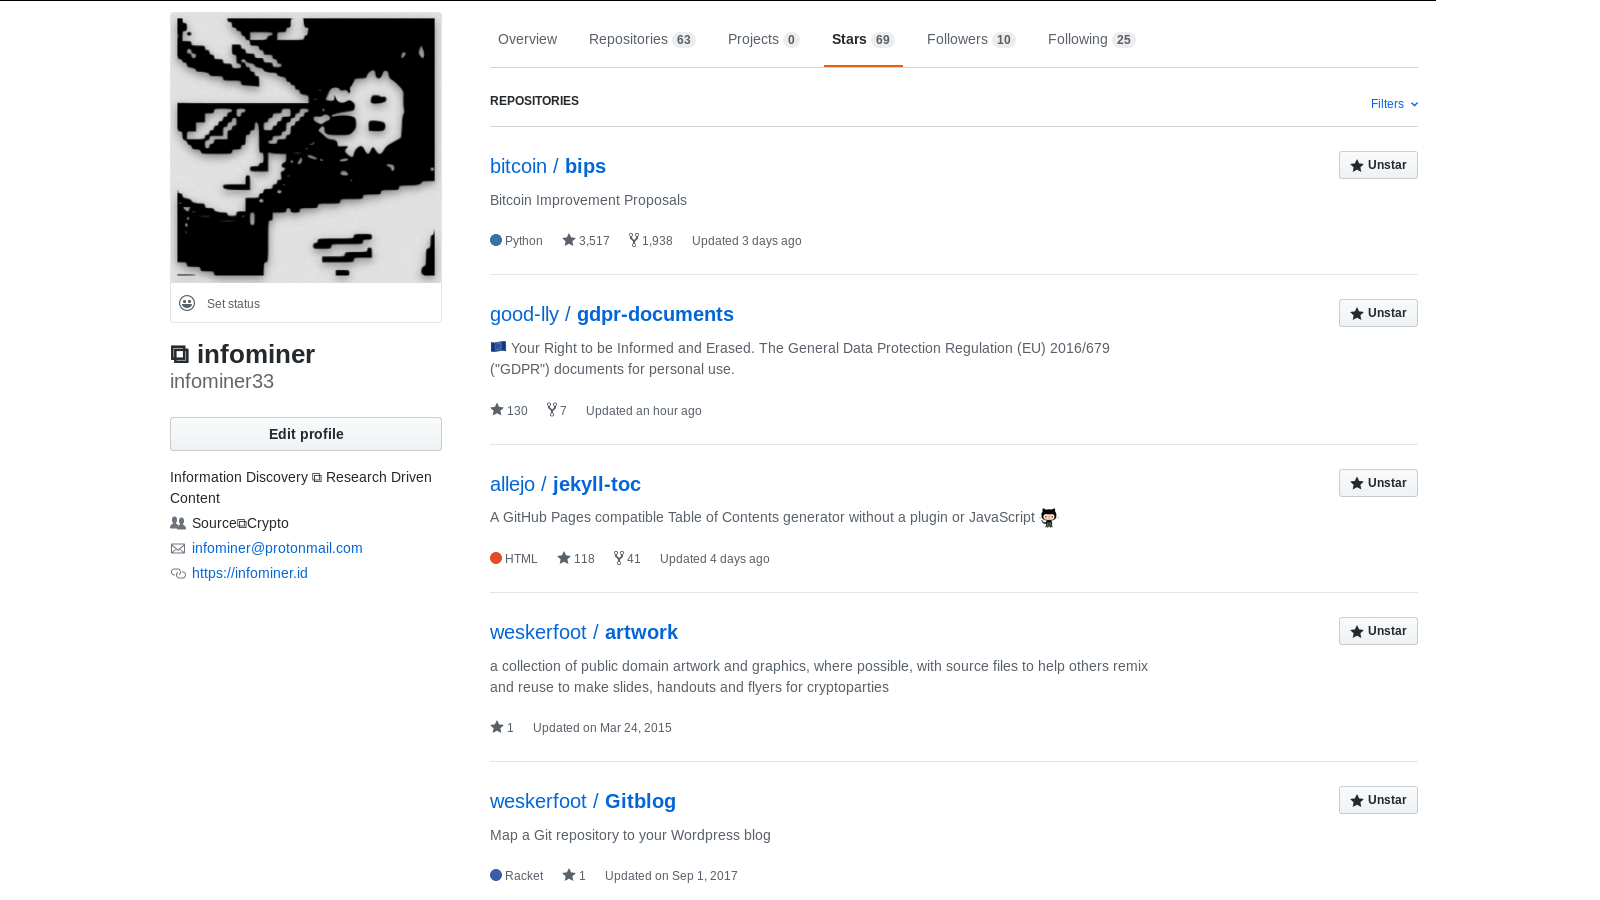 Overview Repositories 63 Projects 0 Stars 69 Followers 10 Following 25
REPOSITORIES
Filters
bitcoin / bips
Unstar
Bitcoin Improvement Proposals
Python 3,517 1,938 Updated 3 days ago
good-lly / gdpr-documents
Unstar
Your Right to be Informed and Erased. The General Data Protection Regulation (EU) 2016/679
("GDPR") documents for personal use.
130 7 Updated an hour ago
allejo / jekyll-toc
Unstar
A GitHub Pages compatible Table of Contents generator without a plugin or JavaScript
HTML 118 41 Updated 4 days ago
weskerfoot / artwork
Unstar
a collection of public domain artwork and graphics, where possible, with source files to help others remix
and reuse to make slides, handouts and flyers for cryptoparties
1 Updated on Mar 24, 2015
weskerfoot / Gitblog
Unstar
Map a Git repository to your Wordpress blog
Racket 1 Updated on Sep 1, 2017
Set status
⧉ infominer
infominer33
Edit profile
Information Discovery ⧉ Research Driven
Content
Source⧉Crypto
infominer@protonmail.com
https://infominer.id